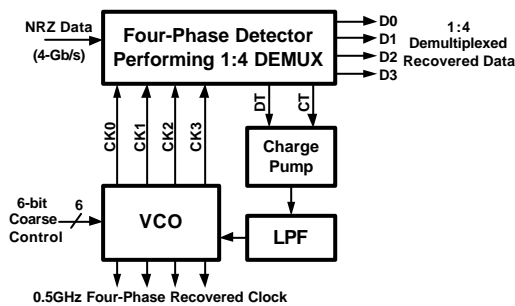 NRZ Data
(4-Gb/s)
Four-Phase Detector
Performing 1:4 DEMUX
D0
D1
D2
D3
1:4
Demultiplexed
Recovered Data
CK0
CK1
CK2
CK3
DT
CT
Charge
Pump
6-bit
Coarse
Control
6
VCO
LPF
0.5GHz Four-Phase Recovered Clock